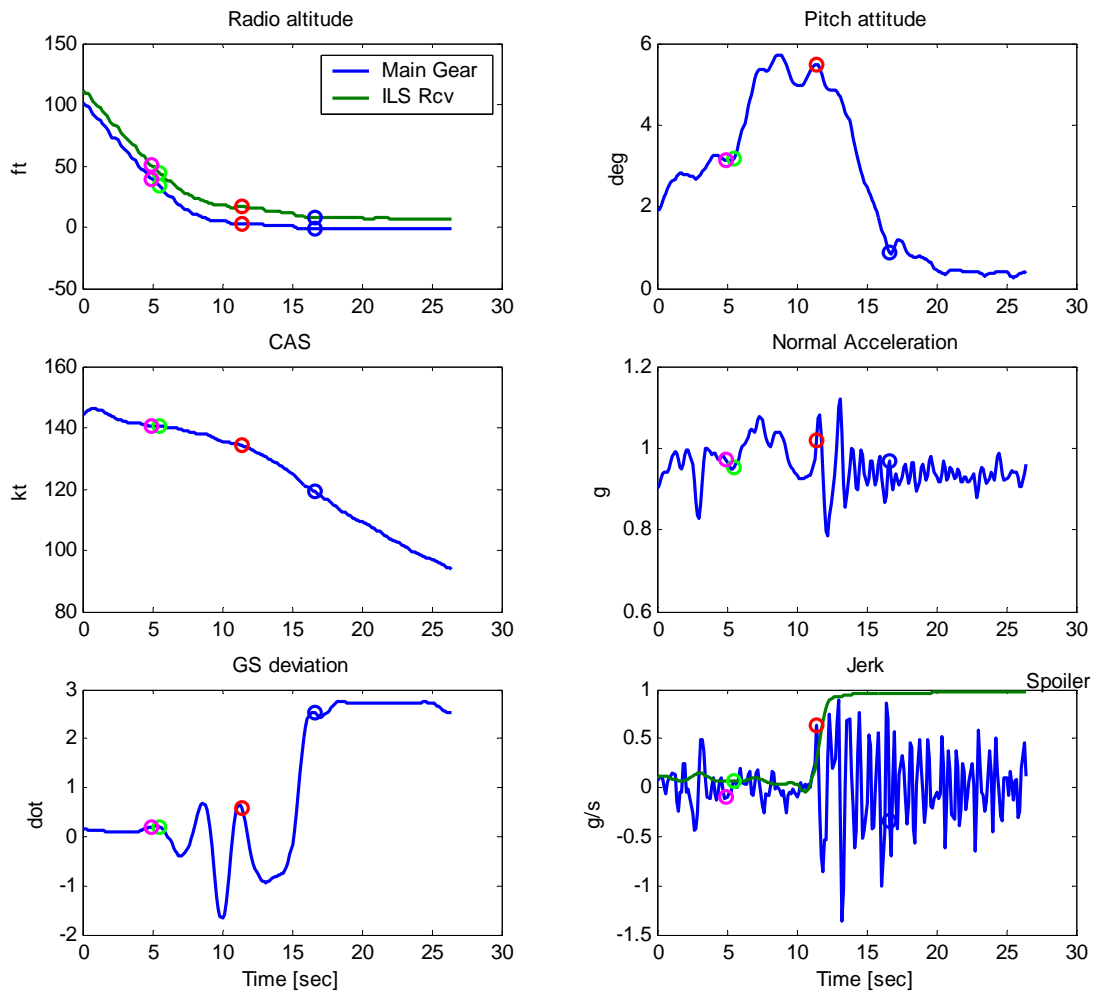 Radio altitude
150
100
50
0
-50
ft
Main Gear
ILS Rcv
0 5 10 15 20 25 30
Pitch attitude
6
4
2
0
deg
0 5 10 15 20 25 30
CAS
160
140
120
100
80
kt
0 5 10 15 20 25 30
Normal Acceleration
1.2
1
0.8
0.6
g
0 5 10 15 20 25 30
GS deviation
3
2
1
0
-1
-2
dot
0 5 10 15 20 25 30
Time [sec]
Jerk
Spoiler
1
0.5
0
-0.5
-1
-1.5
g/s
0 5 10 15 20 25 30
Time [sec]